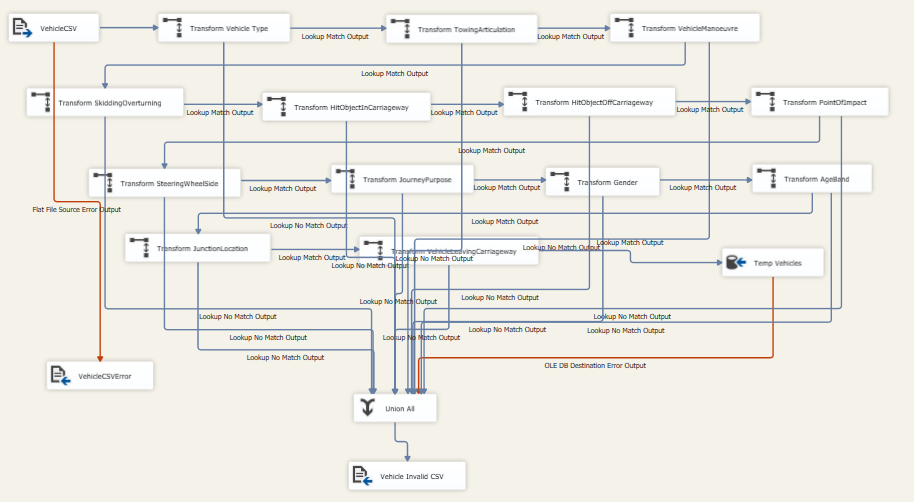 VehicleCSV
Transform Vehicle Type
Transform TowingArticulation
Transform VehicleManoeuvre
Lookup Match Output
Lookup Match Output
Lookup Match Output
Transform SkiddingOverturning
Transform HitObjectInCarriageway
Transform HitObjectOffCarriageway
Transform PointOfImpact
Lookup Match Output
Lookup Match Output
Lookup Match Output
Lookup Match Output
Transform SteeringWheelSide
Transform JourneyPurpose
Transform Gender
Transform AgeBand
Lookup Match Output
Lookup Match Output
Lookup Match Output
Flat File Source Error Output
Lookup No Match Output
Lookup Match Output
Transform JunctionLocation
Transform VehicleLeavingCarriageway
Lookup No Match Output
Lookup Match Output
Lookup Match Output
Lookup No Match Output
Lookup No Match Output
Temp Vehicles
Lookup No Match Output
Lookup No Match Output
Lookup No Match Output
Lookup No Match Output
Lookup No Match Output
Lookup No Match Output
Lookup No Match Output
Lookup No Match Output
OLE DB Destination Error Output
VehicleCSVError
Union All
Vehicle Invalid CSV